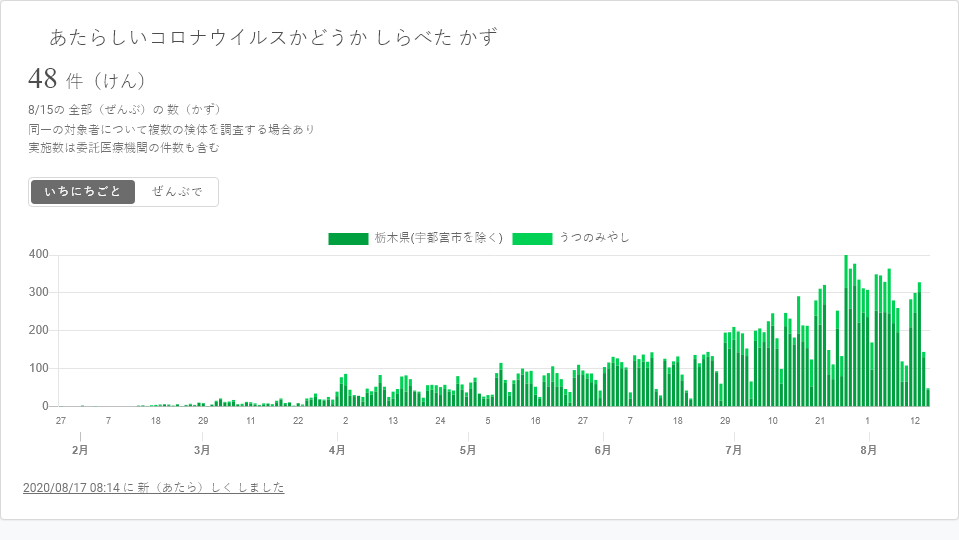 あたらしいコロナウイルスかどうか しらべた かず
48 件（けん）
8/15の 全部（ぜんぶ）の 数（かず）
同一の対象者について複数の検体を調査する場合あり
実施数は委託医療機関の件数も含む
いちにちごと ぜんぶで
栃木県(宇都宮市を除く) うつのみやし
400
300
200
100
0
27 7 18 29 11 22 2 13 24 5 16 27 7 18 29 10 21 1 12
2月 3月 4月 5月 6月 7月 8月
2020/08/17 08:14 に 新（あたら）しく しました